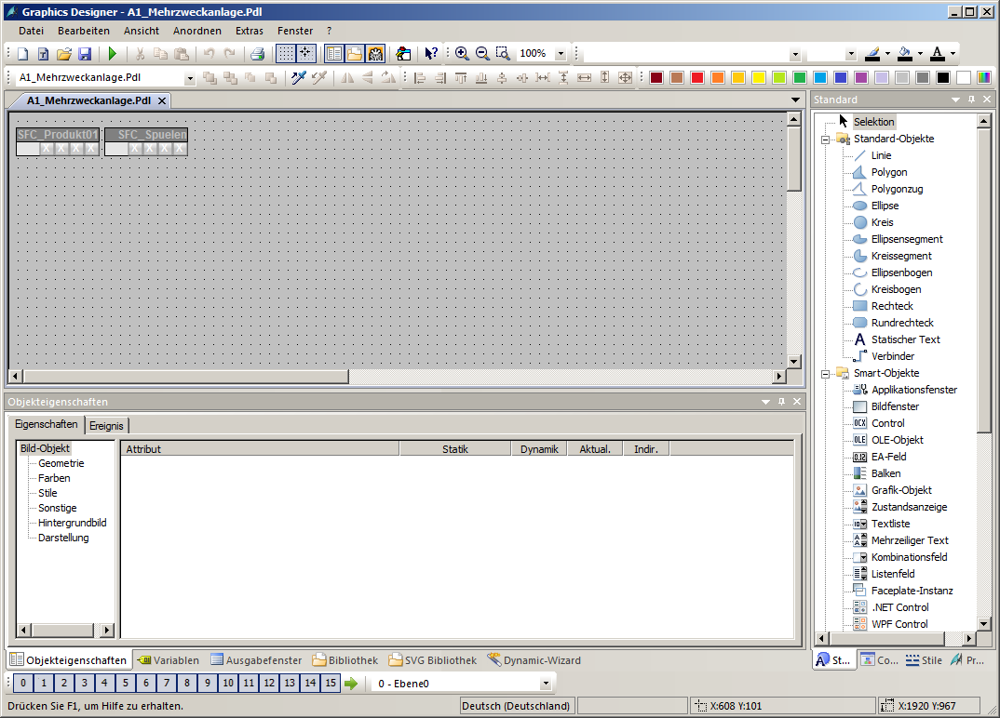 Graphics Designer - A1_Mehrzweckanlage.Pdl
Datei Bearbeiten Ansicht Anordnen Extras Fenster ?
100%
A1_Mehrzweckanlage.Pdl
A1_Mehrzweckanlage.Pdl
SFC_Produkt01 SFC_Spuelen
X X X X X X X X
Objekteigenschaften
Eigenschaften Ereignis
Bild-Objekt
Geometrie
Farben
Stile
Sonstige
Hintergrundbild
Darstellung
Attribut Statik Dynamik Aktual. Indir.
Standard
Selektion
Standard-Objekte
Linie
Polygon
Polygonzug
Ellipse
Kreis
Ellipsensegment
Kreissegment
Ellipsenbogen
Kreisbogen
Rechteck
Rundrechteck
A Statischer Text
Verbinder
Smart-Objekte
Applikationsfenster
Bildfenster
OCX Control
OLE OLE-Objekt
0.12 EA-Feld
Balken
Grafik-Objekt
Zustandsanzeige
Textliste
Mehrzeiliger Text
Kombinationsfeld
Listenfeld
Faceplate-Instanz
.NET Control
WPF Control
Objekteigenschaften Variablen Ausgabefenster Bibliothek SVG Bibliothek Dynamic-Wizard
St... Co... Stile Pr...
0 1 2 3 4 5 6 7 8 9 10 11 12 13 14 15 0 - Ebene0
Drücken Sie F1, um Hilfe zu erhalten. Deutsch (Deutschland) X:608 Y:101 X:1920 Y:967